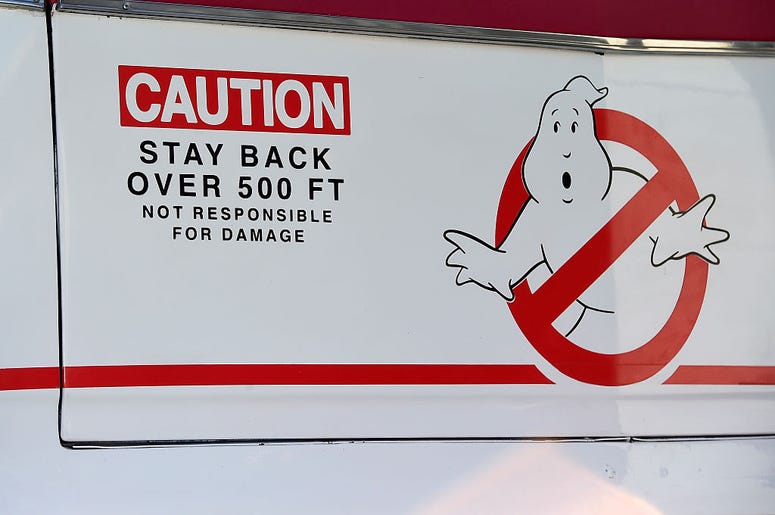 CAUTION
STAY BACK
OVER 500 FT
NOT RESPONSIBLE
FOR DAMAGE